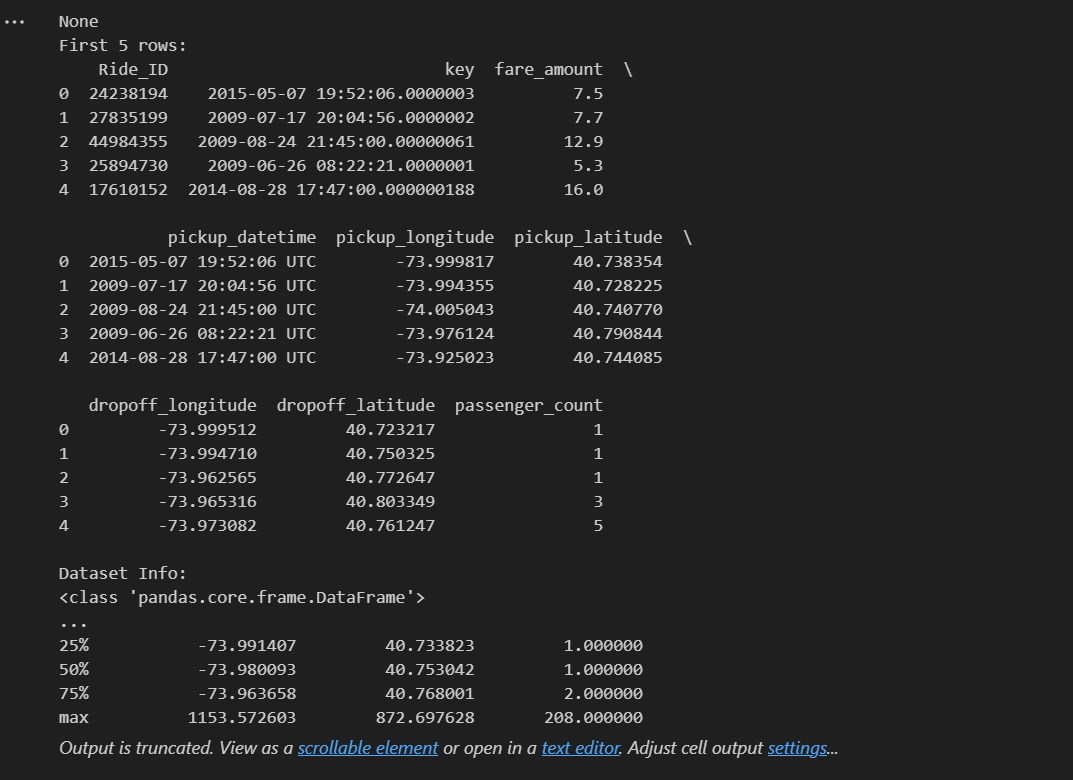 ... None
First 5 rows:
Ride_ID key fare_amount \
0 24238194 2015-05-07 19:52:06.0000003 7.5
1 27835199 2009-07-17 20:04:56.0000002 7.7
2 44984355 2009-08-24 21:45:00.00000061 12.9
3 25894730 2009-06-26 08:22:21.0000001 5.3
4 17610152 2014-08-28 17:47:00.000000188 16.0
pickup_datetime pickup_longitude pickup_latitude \
0 2015-05-07 19:52:06 UTC -73.999817 40.738354
1 2009-07-17 20:04:56 UTC -73.994355 40.728225
2 2009-08-24 21:45:00 UTC -74.005043 40.740770
3 2009-06-26 08:22:21 UTC -73.976124 40.790844
4 2014-08-28 17:47:00 UTC -73.925023 40.744085
dropoff_longitude dropoff_latitude passenger_count
0 -73.999512 40.723217 1
1 -73.994710 40.750325 1
2 -73.962565 40.772647 1
3 -73.965316 40.803349 3
4 -73.973082 40.761247 5
Dataset Info:
<class 'pandas.core.frame.DataFrame'>
...
25% -73.991407 40.733823 1.000000
50% -73.980093 40.753042 1.000000
75% -73.963658 40.768001 2.000000
max 1153.572603 872.697628 208.000000
Output is truncated. View as a scrollable element or open in a text editor. Adjust cell output settings...